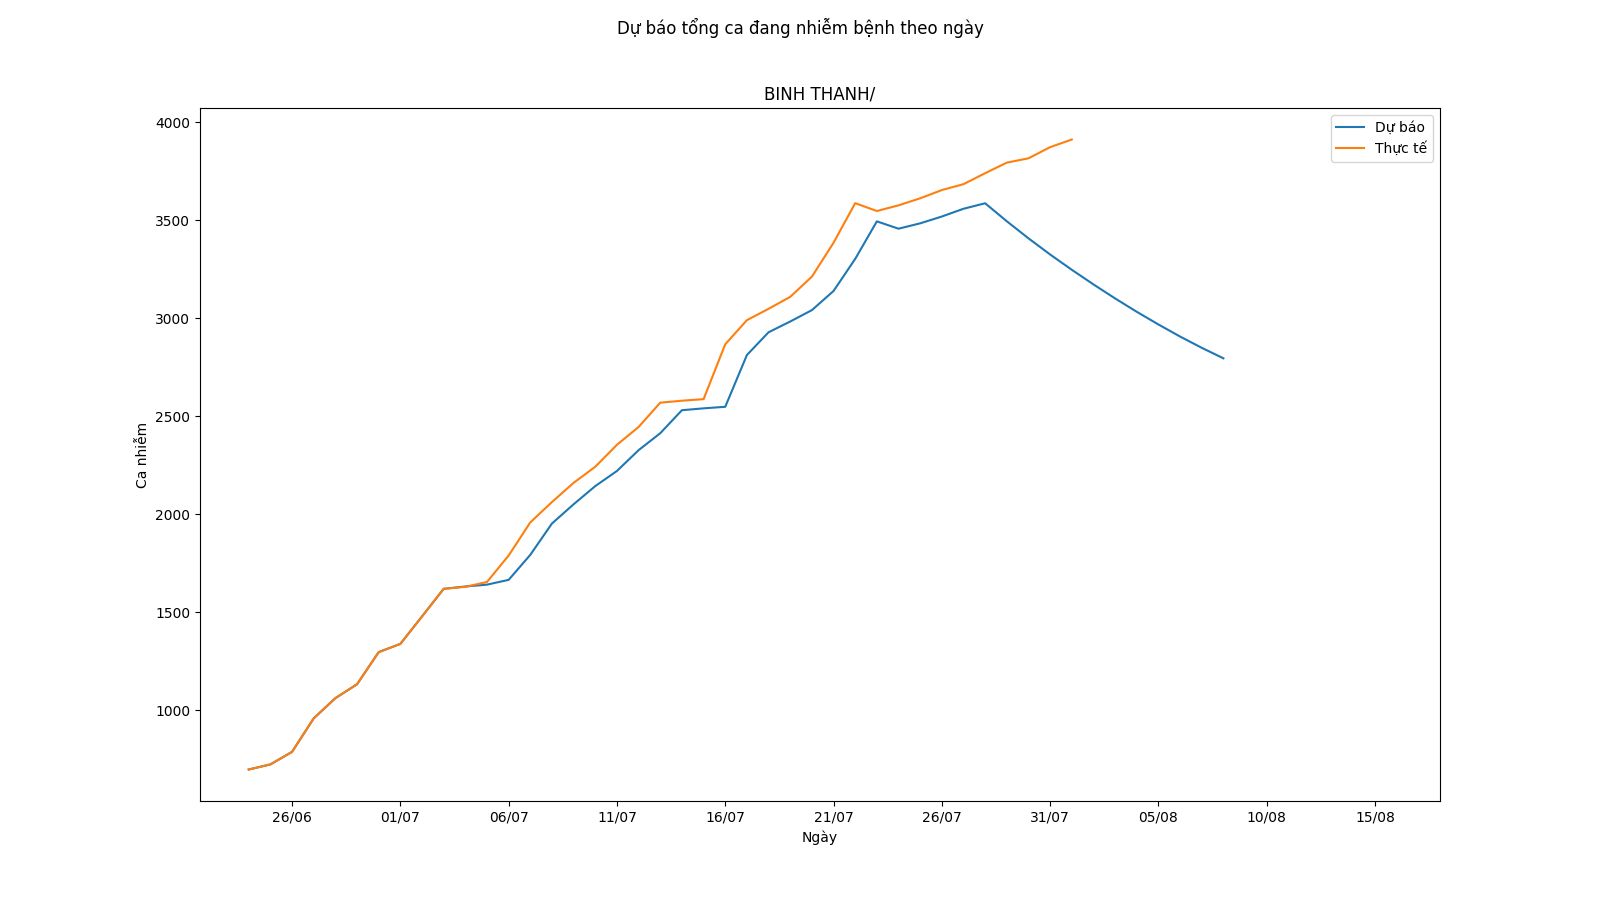 Dự báo tổng ca đang nhiễm bệnh theo ngày
BINH THANH/
Dự báo
Thực tế
Ca nhiễm
4000
3500
3000
2500
2000
1500
1000
26/06 01/07 06/07 11/07 16/07 21/07 26/07 31/07 05/08 10/08 15/08
Ngày